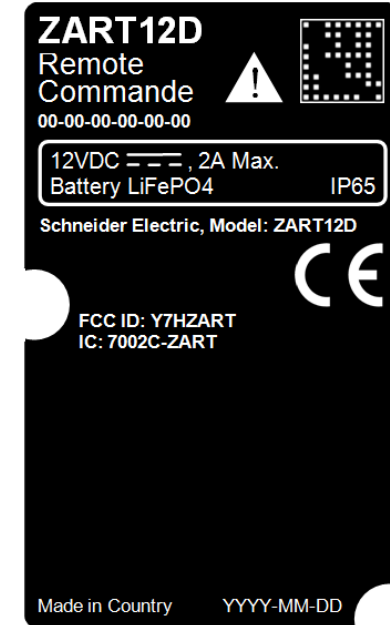 ZART12D
Remote
Commande
00-00-00-00-00-00
12VDC ⎓, 2A Max.
Battery LiFePO4 IP65
Schneider Electric, Model: ZART12D
CE
FCC ID: Y7HZART
IC: 7002C-ZART
Made in Country YYYY-MM-DD